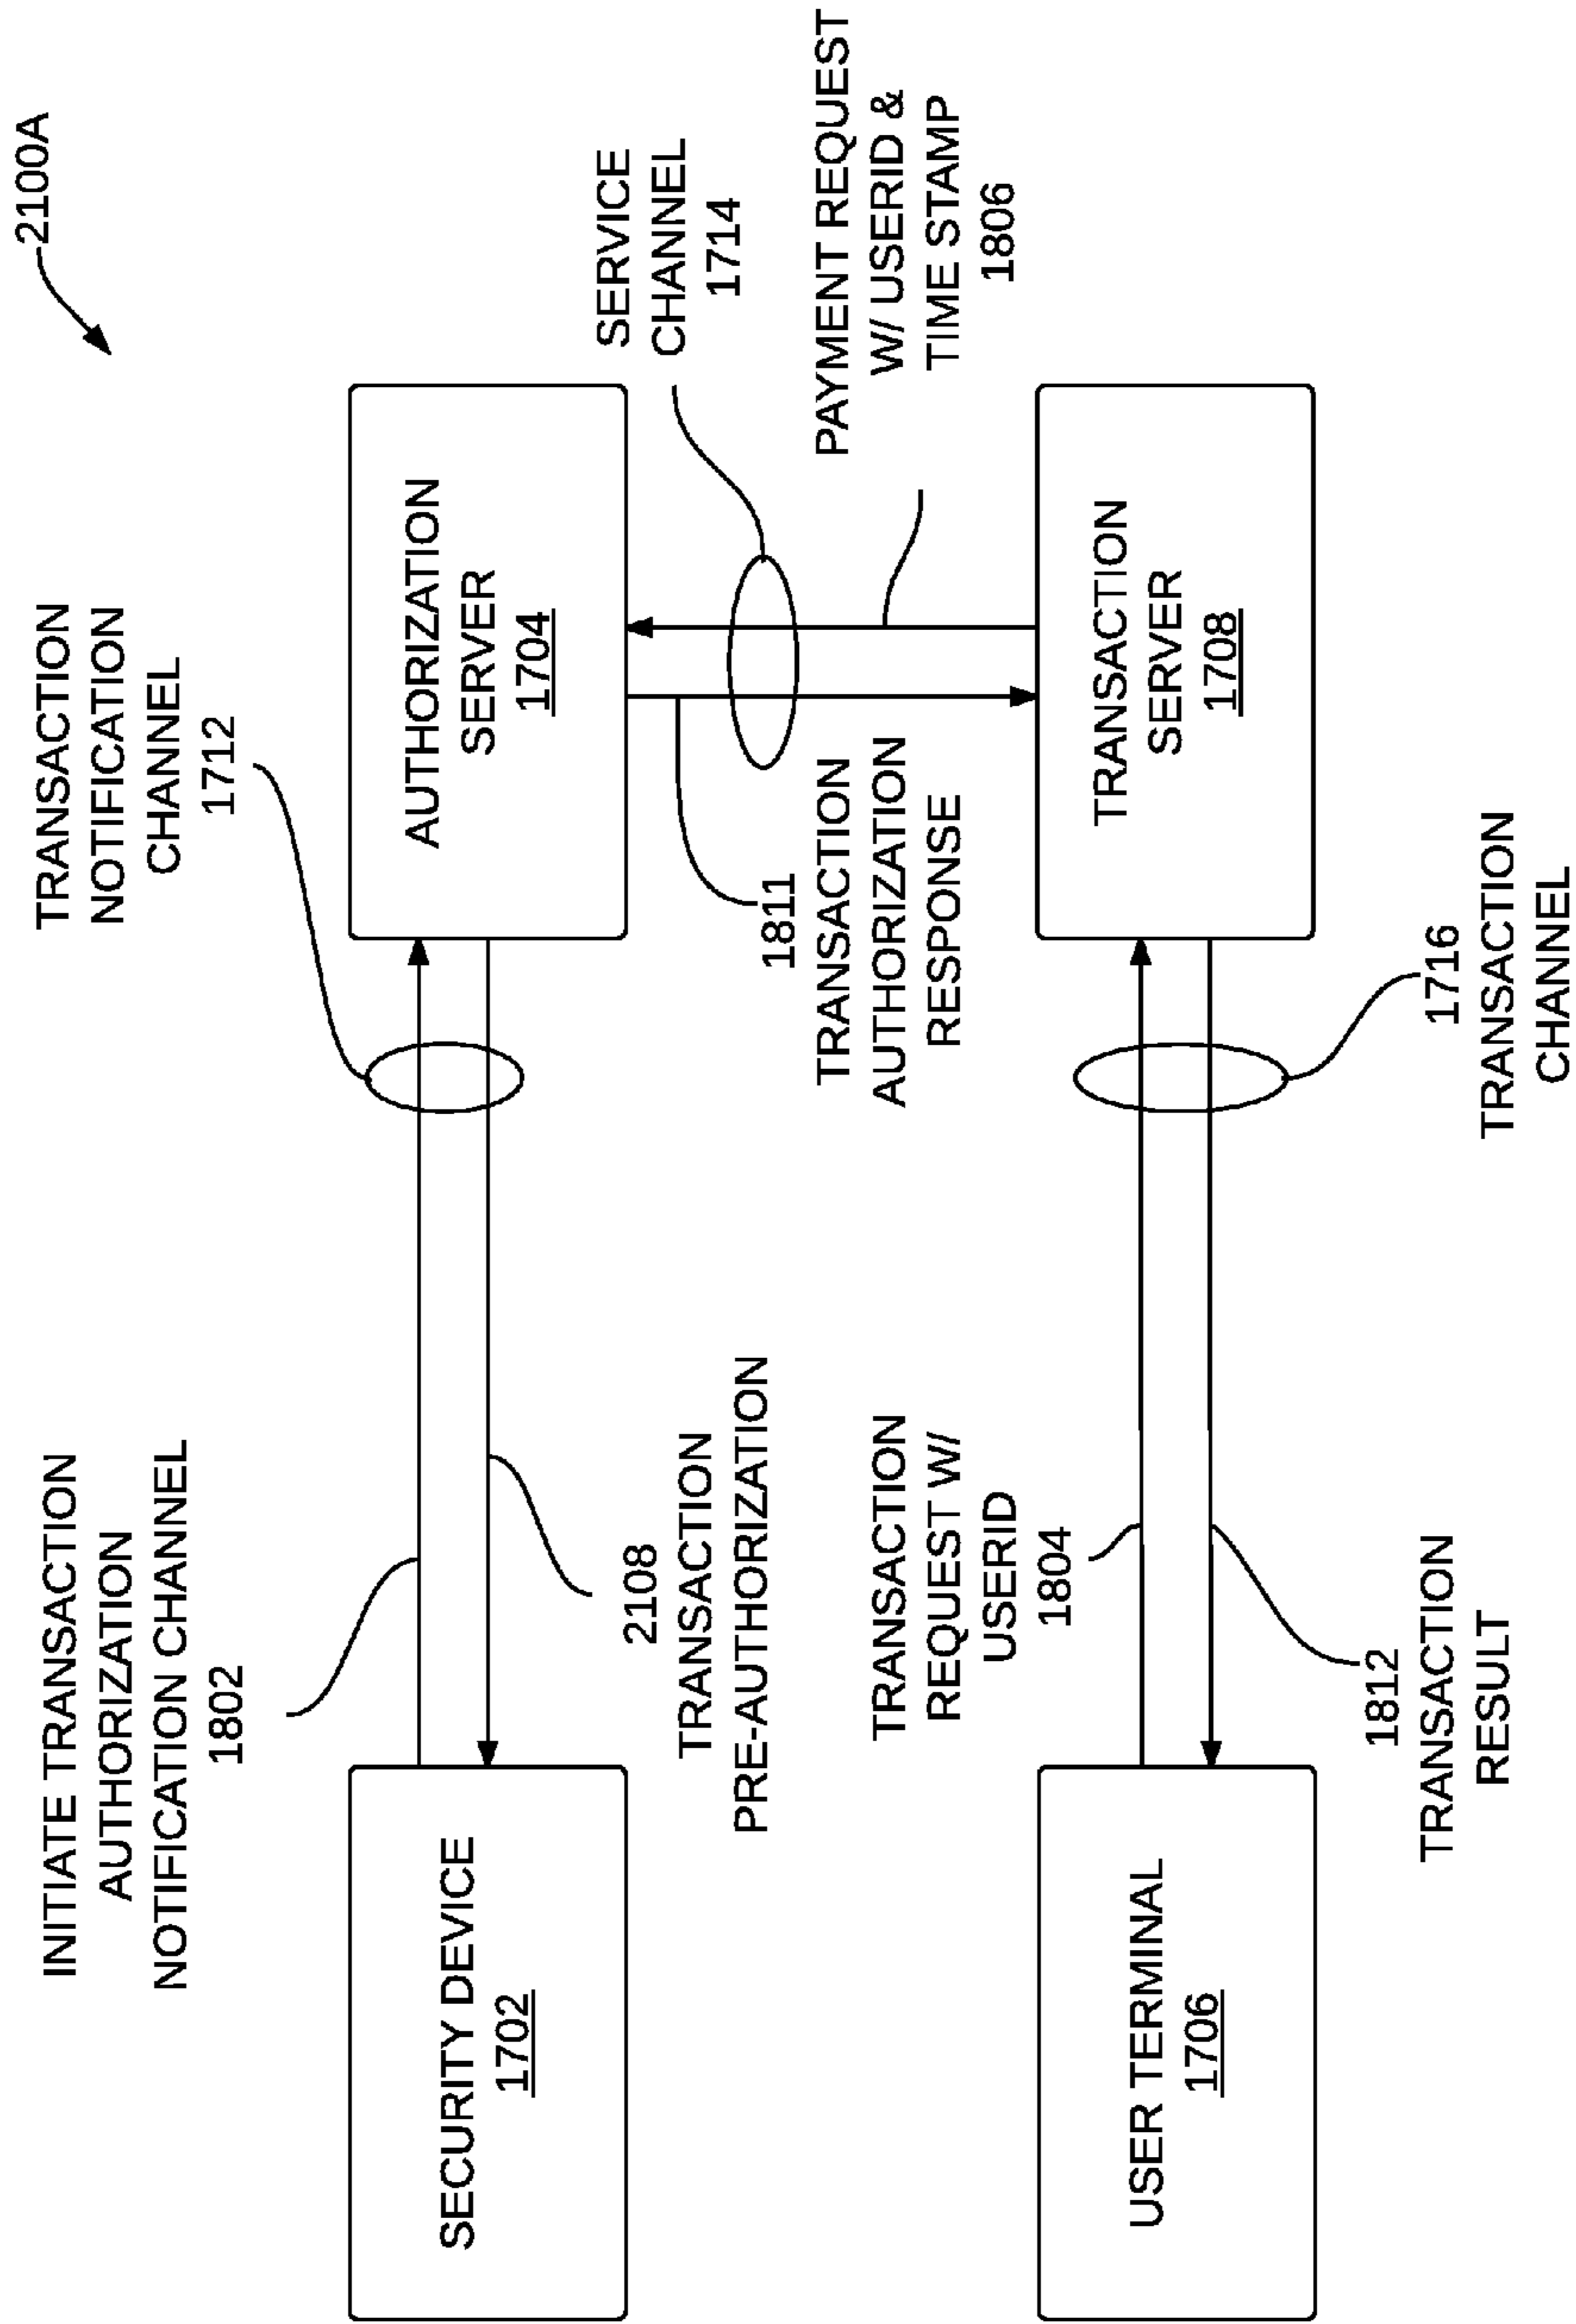 2100A
INITIATE TRANSACTION
AUTHORIZATION
NOTIFICATION CHANNEL
1802
TRANSACTION
NOTIFICATION
CHANNEL
1712
SECURITY DEVICE
1702
AUTHORIZATION
SERVER
1704
2108
TRANSACTION
PRE-AUTHORIZATION
SERVICE
CHANNEL
1714
1811
TRANSACTION
AUTHORIZATION
RESPONSE
PAYMENT REQUEST
W/ USERID &
TIME STAMP
1806
TRANSACTION
REQUEST W/
USERID
1804
USER TERMINAL
1706
TRANSACTION
SERVER
1708
1812
TRANSACTION
RESULT
1716
TRANSACTION
CHANNEL